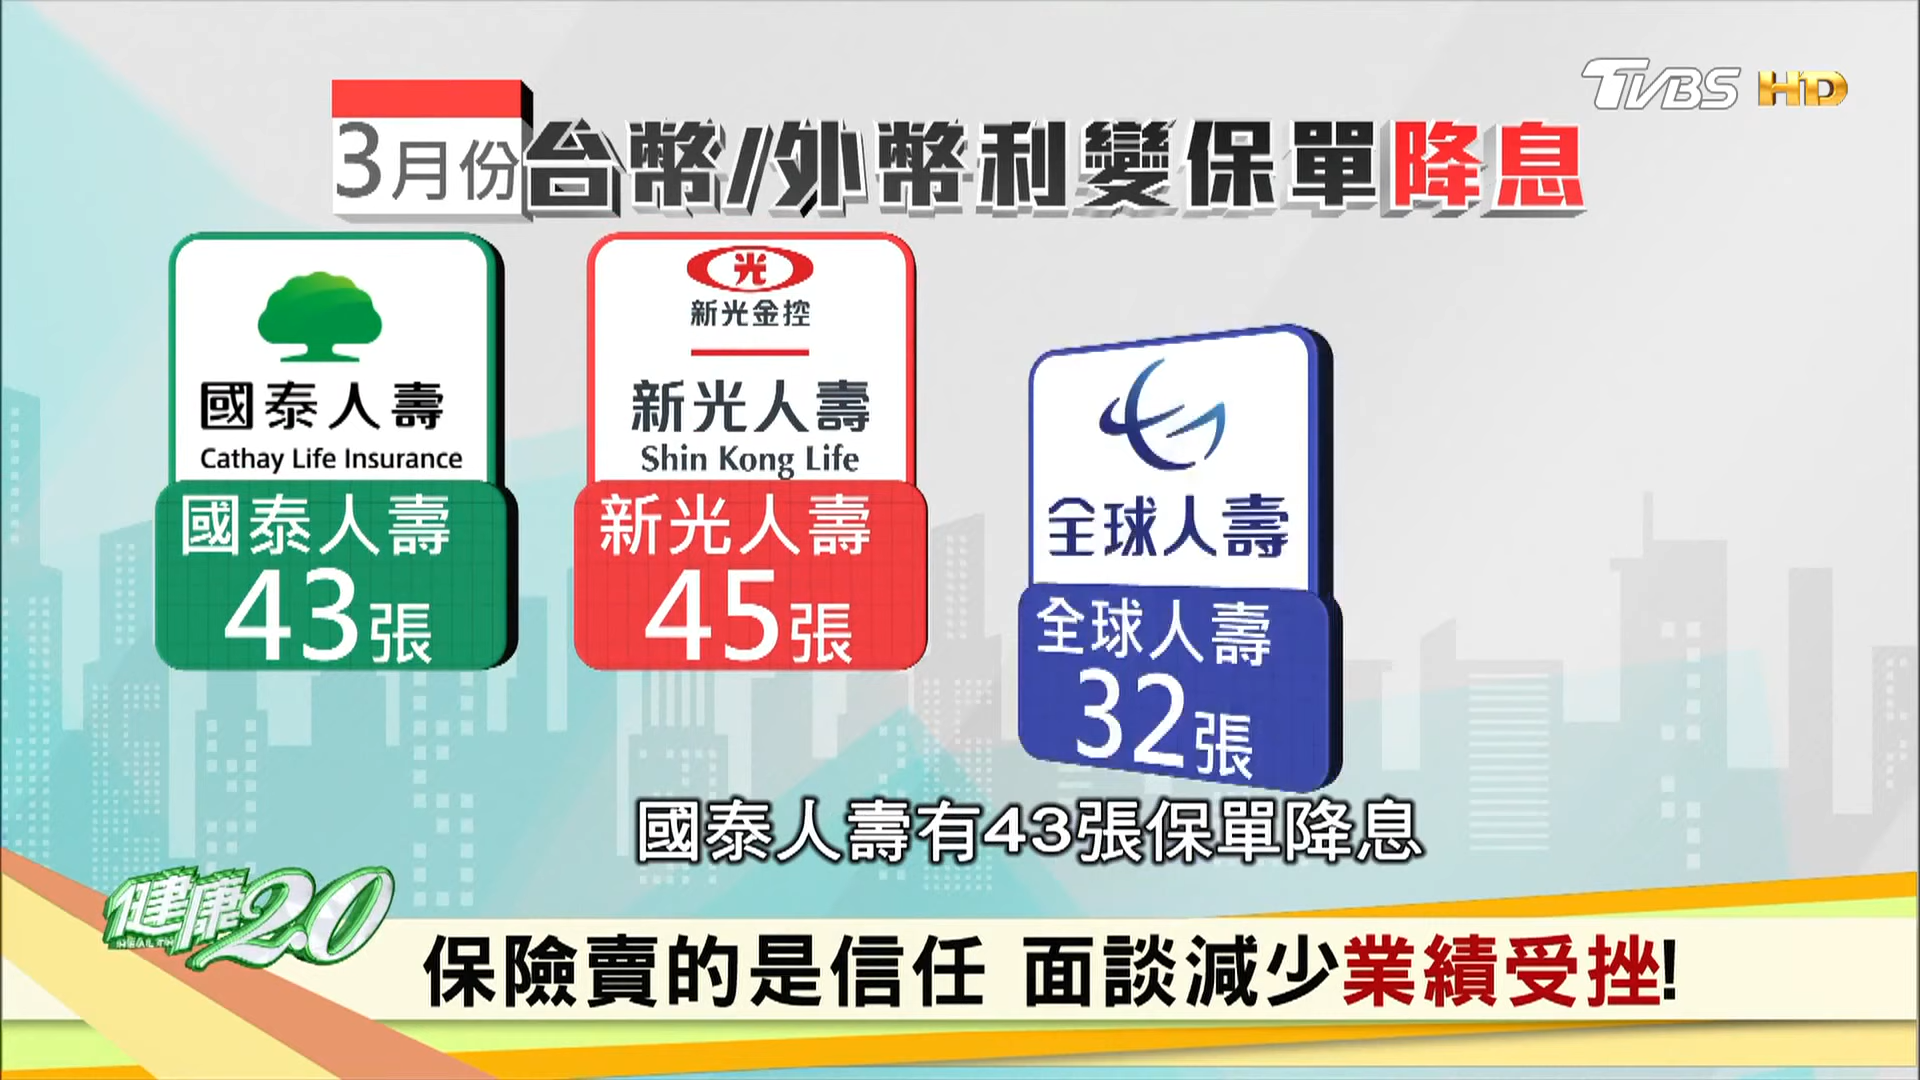 TVBS HD
3月份台幣/外幣利變保單降息
國泰人壽
Cathay Life Insurance
國泰人壽
43張
光
新光金控
新光人壽
Shin Kong Life
新光人壽
45張
全球人壽
全球人壽
32張
國泰人壽有43張保單降息
健康2.0
HEALTH
保險賣的是信任 面談減少業績受挫!